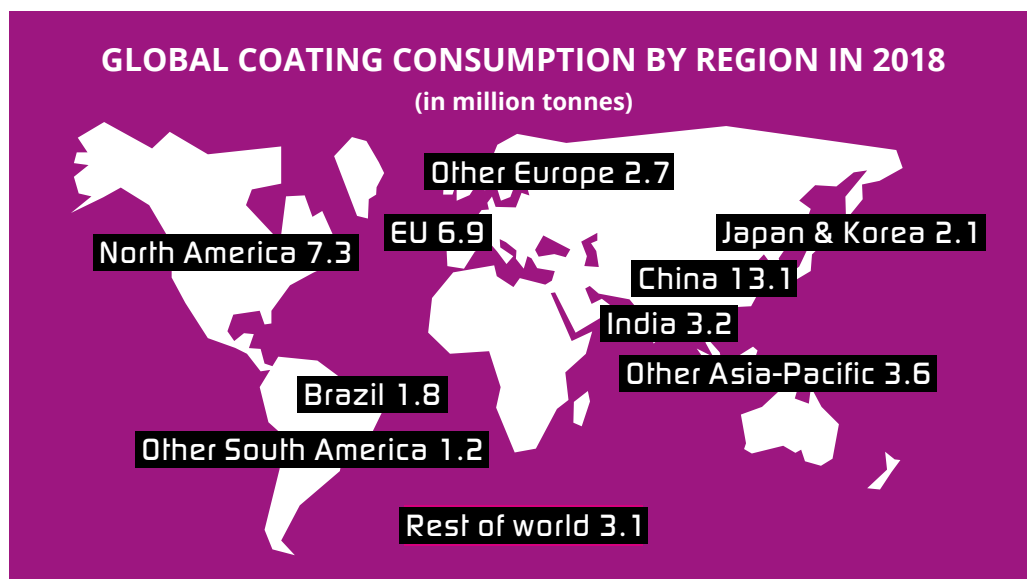 GLOBAL COATING CONSUMPTION BY REGION IN 2018
(in million tonnes)
Other Europe 2.7
EU 6.9
Japan & Korea 2.1
North America 7.3
China 13.1
India 3.2
Other Asia-Pacific 3.6
Brazil 1.8
Other South America 1.2
Rest of world 3.1